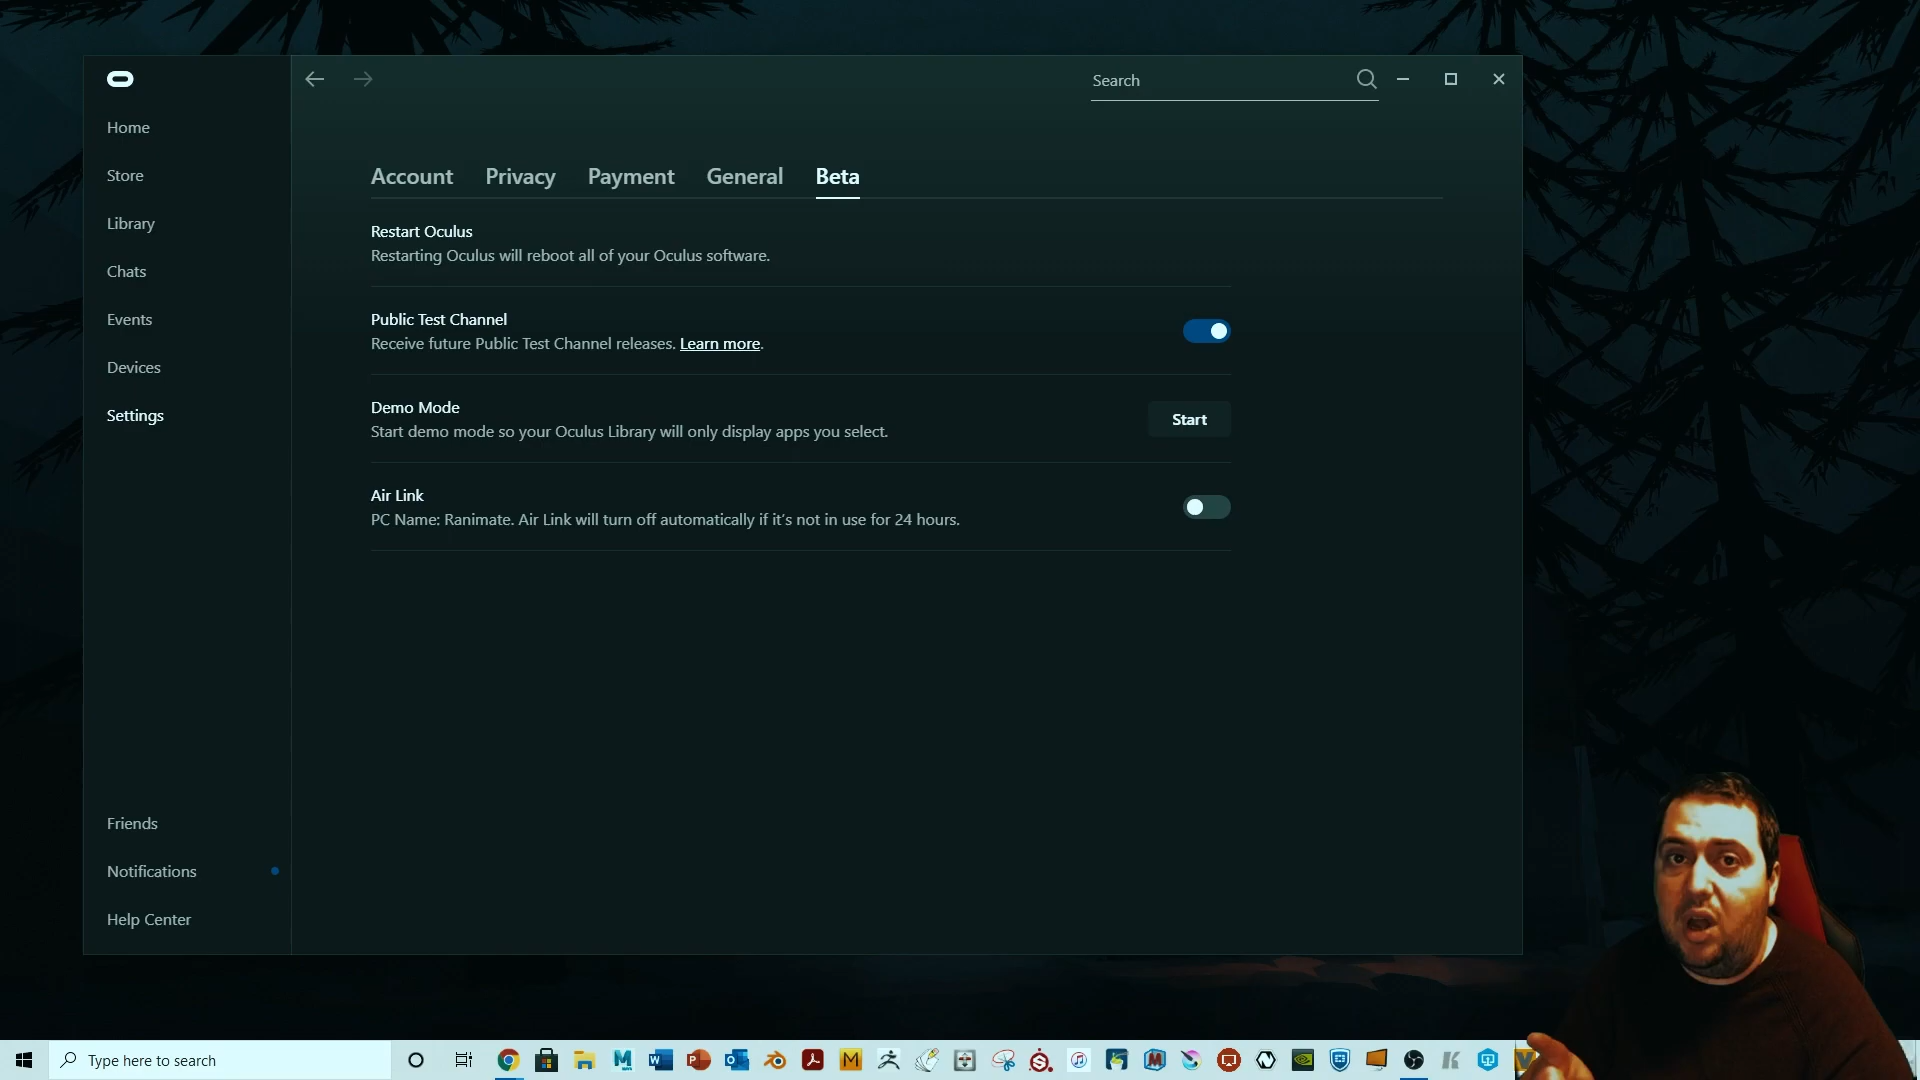 Search
Home
Store
Library
Chats
Events
Devices
Settings
Friends
Notifications
Help Center
Account Privacy Payment General Beta
Restart Oculus
Restarting Oculus will reboot all of your Oculus software.
Public Test Channel
Receive future Public Test Channel releases. Learn more.
Demo Mode
Start demo mode so your Oculus Library will only display apps you select.
Start
Air Link
PC Name: Ranimate. Air Link will turn off automatically if it's not in use for 24 hours.
Type here to search